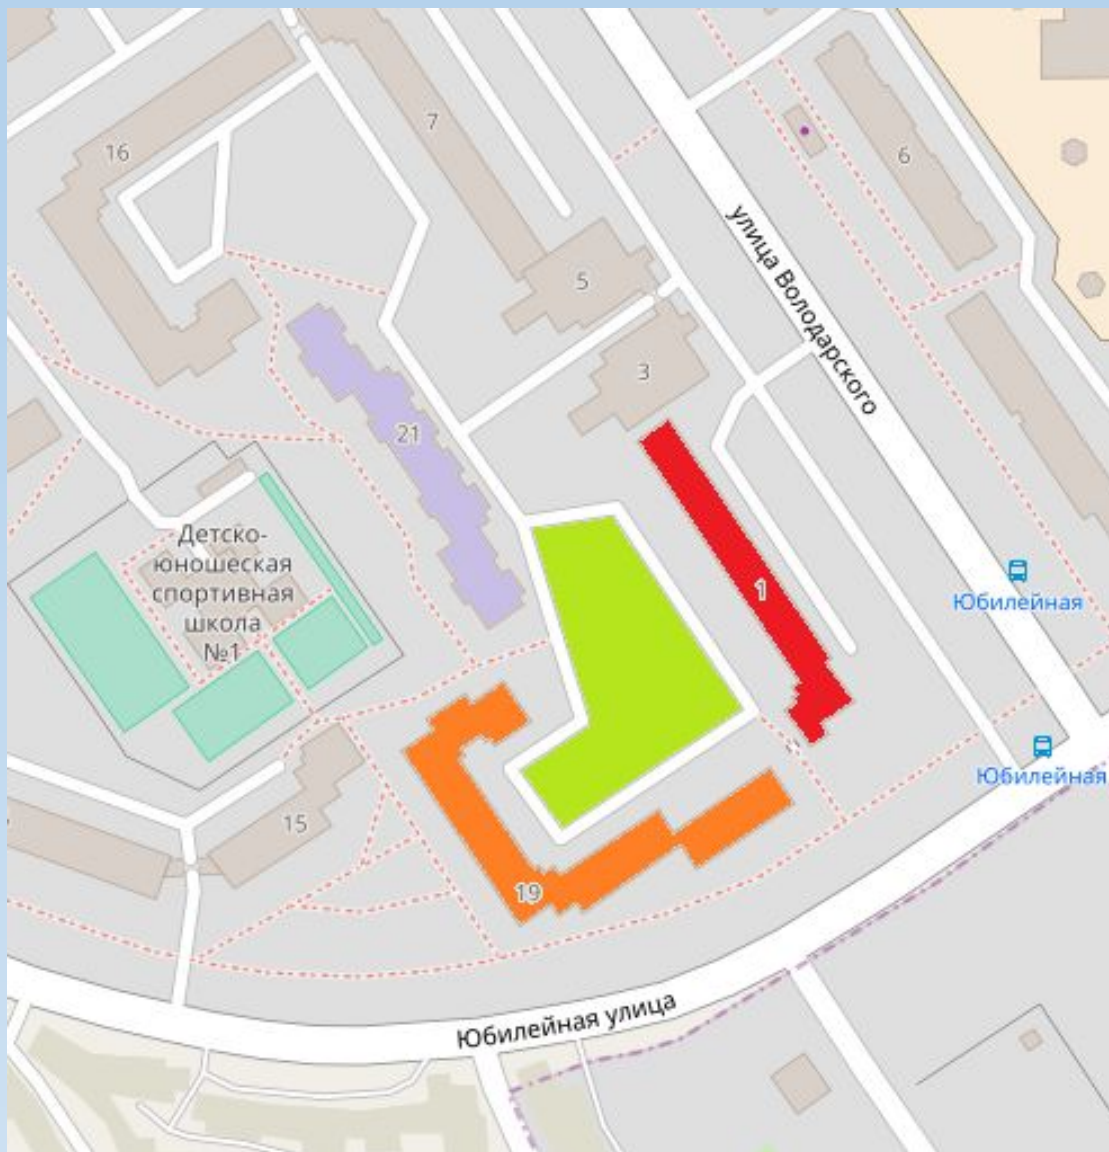 16
7
6
улица Володарского
5
3
21
Детско-
юношеская
спортивная
школа
№1
1
Юбилейная
Юбилейная
15
19
Юбилейная улица